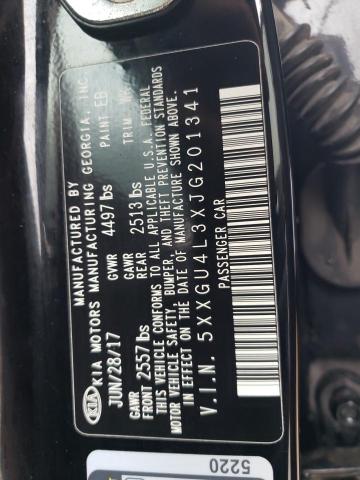 MANUFACTURED BY
KIA MOTORS MANUFACTURING GEORGIA, INC.
JUN/28/17 GVWR 4497 lbs PAINT EB
GAWR FRONT 2557 lbs GAWR REAR 2513 lbs TRIM WK
THIS VEHICLE CONFORMS TO ALL APPLICABLE U.S.A. FEDERAL
MOTOR VEHICLE SAFETY, BUMPER, AND THEFT PREVENTION STANDARDS
IN EFFECT ON THE DATE OF MANUFACTURE SHOWN ABOVE.
V.I.N. 5XXGU4L3XJG201341
PASSENGER CAR
KIA
5220